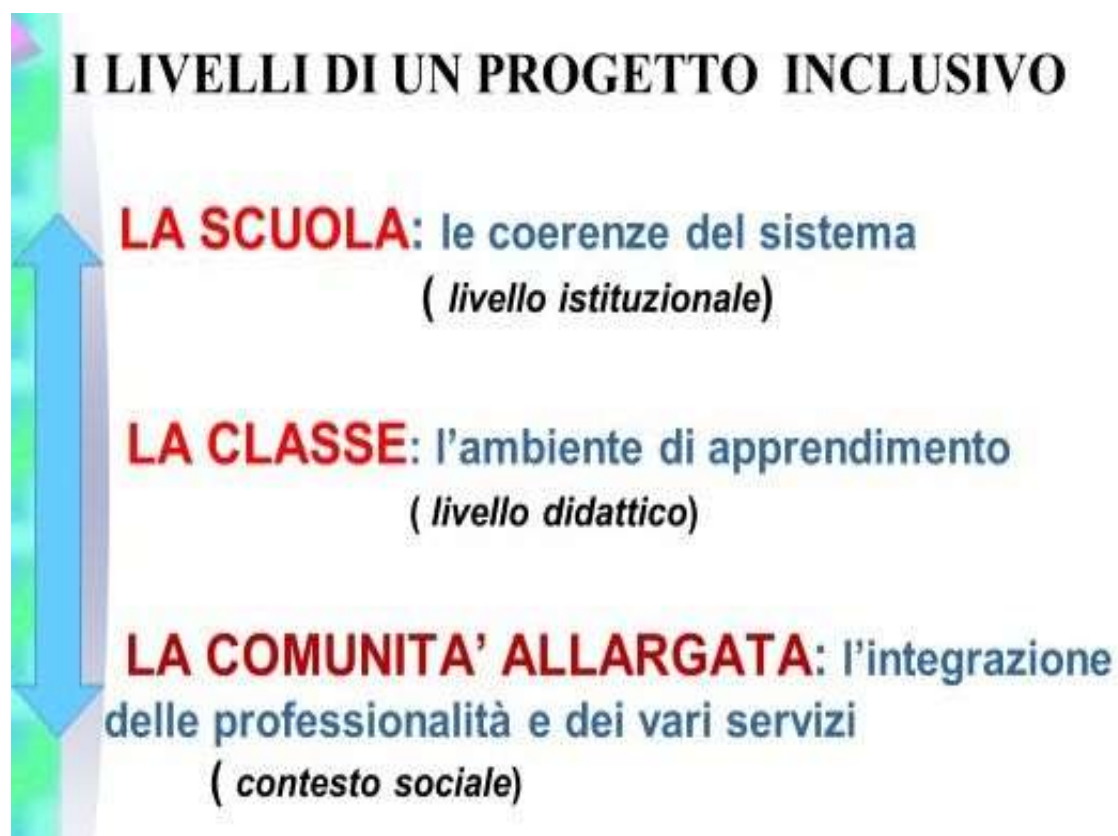 I LIVELLI DI UN PROGETTO INCLUSIVO
LA SCUOLA: le coerenze del sistema
( livello istituzionale)
LA CLASSE: l’ambiente di apprendimento
( livello didattico)
LA COMUNITA’ ALLARGATA: l’integrazione
delle professionalità e dei vari servizi
( contesto sociale)